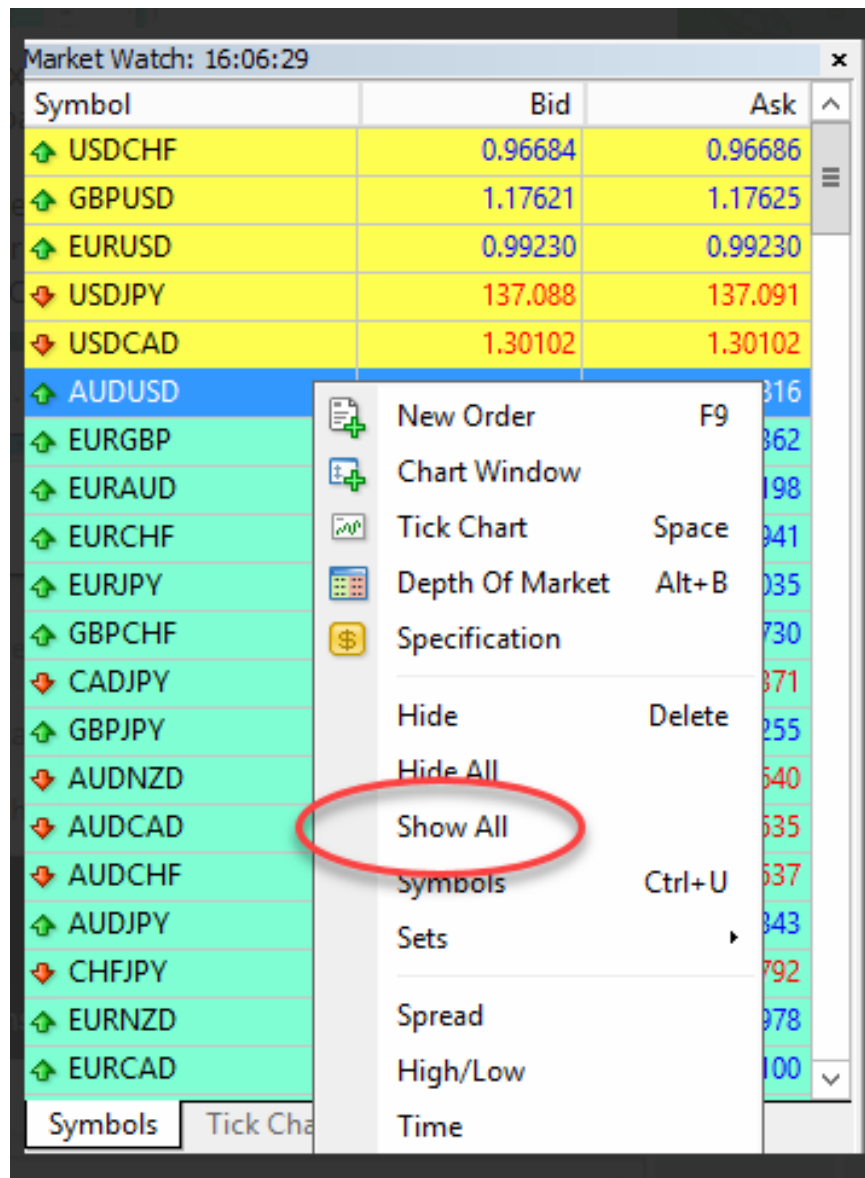 Market Watch: 16:06:29
Symbol Bid Ask
USDCHF 0.96684 0.96686
GBPUSD 1.17621 1.17625
EURUSD 0.99230 0.99230
USDJPY 137.088 137.091
USDCAD 1.30102 1.30102
AUDUSD 816
EURGBP 362
EURAUD 198
EURCHF 941
EURJPY 035
GBPCHF 730
CADJPY 371
GBPJPY 255
AUDNZD 540
AUDCAD 535
AUDCHF 537
AUDJPY 343
CHFJPY 792
EURNZD 978
EURCAD 100
New Order F9
Chart Window
Tick Chart Space
Depth Of Market Alt+B
Specification
Hide Delete
Hide All
Show All
Symbols Ctrl+U
Sets
Spread
High/Low
Time
Symbols Tick Cha